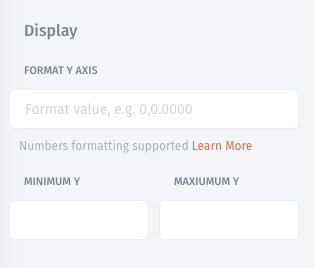 Display
FORMAT Y AXIS
Format value, e.g. 0,0.0000
Numbers formatting supported Learn More
MINIMUM Y MAXIUMUM Y